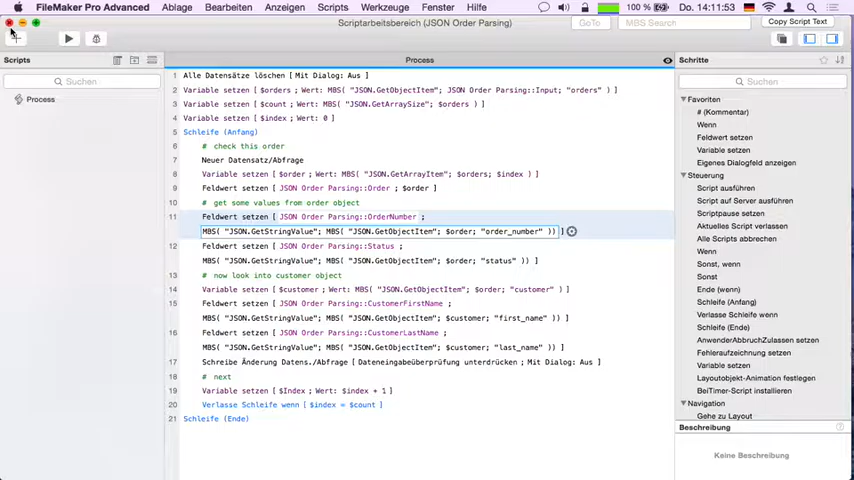 FileMaker Pro Advanced Ablage Bearbeiten Anzeigen Scripts Werkzeuge Fenster Hilfe 100 % Do. 14:11:53
Scriptarbeitsbereich (JSON Order Parsing) GoTo MBS Search Copy Script Text
Scripts
Suchen
Process
Process
1 Alle Datensätze löschen [ Mit Dialog: Aus ]
2 Variable setzen [ $orders ; Wert: MBS( "JSON.GetObjectItem"; JSON Order Parsing::Input; "orders" ) ]
3 Variable setzen [ $count ; Wert: MBS( "JSON.GetArraySize"; $orders ) ]
4 Variable setzen [ $index ; Wert: 0 ]
5 Schleife (Anfang)
6 # check this order
7 Neuer Datensatz/Abfrage
8 Variable setzen [ $order ; Wert: MBS( "JSON.GetArrayItem"; $orders; $index ) ]
9 Feldwert setzen [ JSON Order Parsing::Order ; $order ]
10 # get some values from order object
11 Feldwert setzen [ JSON Order Parsing::OrderNumber ;
MBS( "JSON.GetStringValue"; MBS( "JSON.GetObjectItem"; $order; "order_number" )) ]
12 Feldwert setzen [ JSON Order Parsing::Status ;
MBS( "JSON.GetStringValue"; MBS( "JSON.GetObjectItem"; $order; "status" )) ]
13 # now look into customer object
14 Variable setzen [ $customer ; Wert: MBS( "JSON.GetObjectItem"; $order; "customer" ) ]
15 Feldwert setzen [ JSON Order Parsing::CustomerFirstName ;
MBS( "JSON.GetStringValue"; MBS( "JSON.GetObjectItem"; $customer; "first_name" )) ]
16 Feldwert setzen [ JSON Order Parsing::CustomerLastName ;
MBS( "JSON.GetStringValue"; MBS( "JSON.GetObjectItem"; $customer; "last_name" )) ]
17 Schreibe Änderung Datens./Abfrage [ Dateneingabeüberprüfung unterdrücken ; Mit Dialog: Aus ]
18 # next
19 Variable setzen [ $Index ; Wert: $index + 1 ]
20 Verlasse Schleife wenn [ $index = $count ]
21 Schleife (Ende)
Schritte
Suchen
Favoriten
# (Kommentar)
Wenn
Feldwert setzen
Variable setzen
Eigenes Dialogfeld anzeigen
Steuerung
Script ausführen
Script auf Server ausführen
Scriptpause setzen
Aktuelles Script verlassen
Alle Scripts abbrechen
Wenn
Sonst, wenn
Sonst
Ende (wenn)
Schleife (Anfang)
Verlasse Schleife wenn
Schleife (Ende)
AnwenderAbbruchZulassen setzen
Fehleraufzeichnung setzen
Variable setzen
Layoutobjekt-Animation festlegen
BeiTimer-Script installieren
Navigation
Gehe zu Layout
Beschreibung
Keine Beschreibung